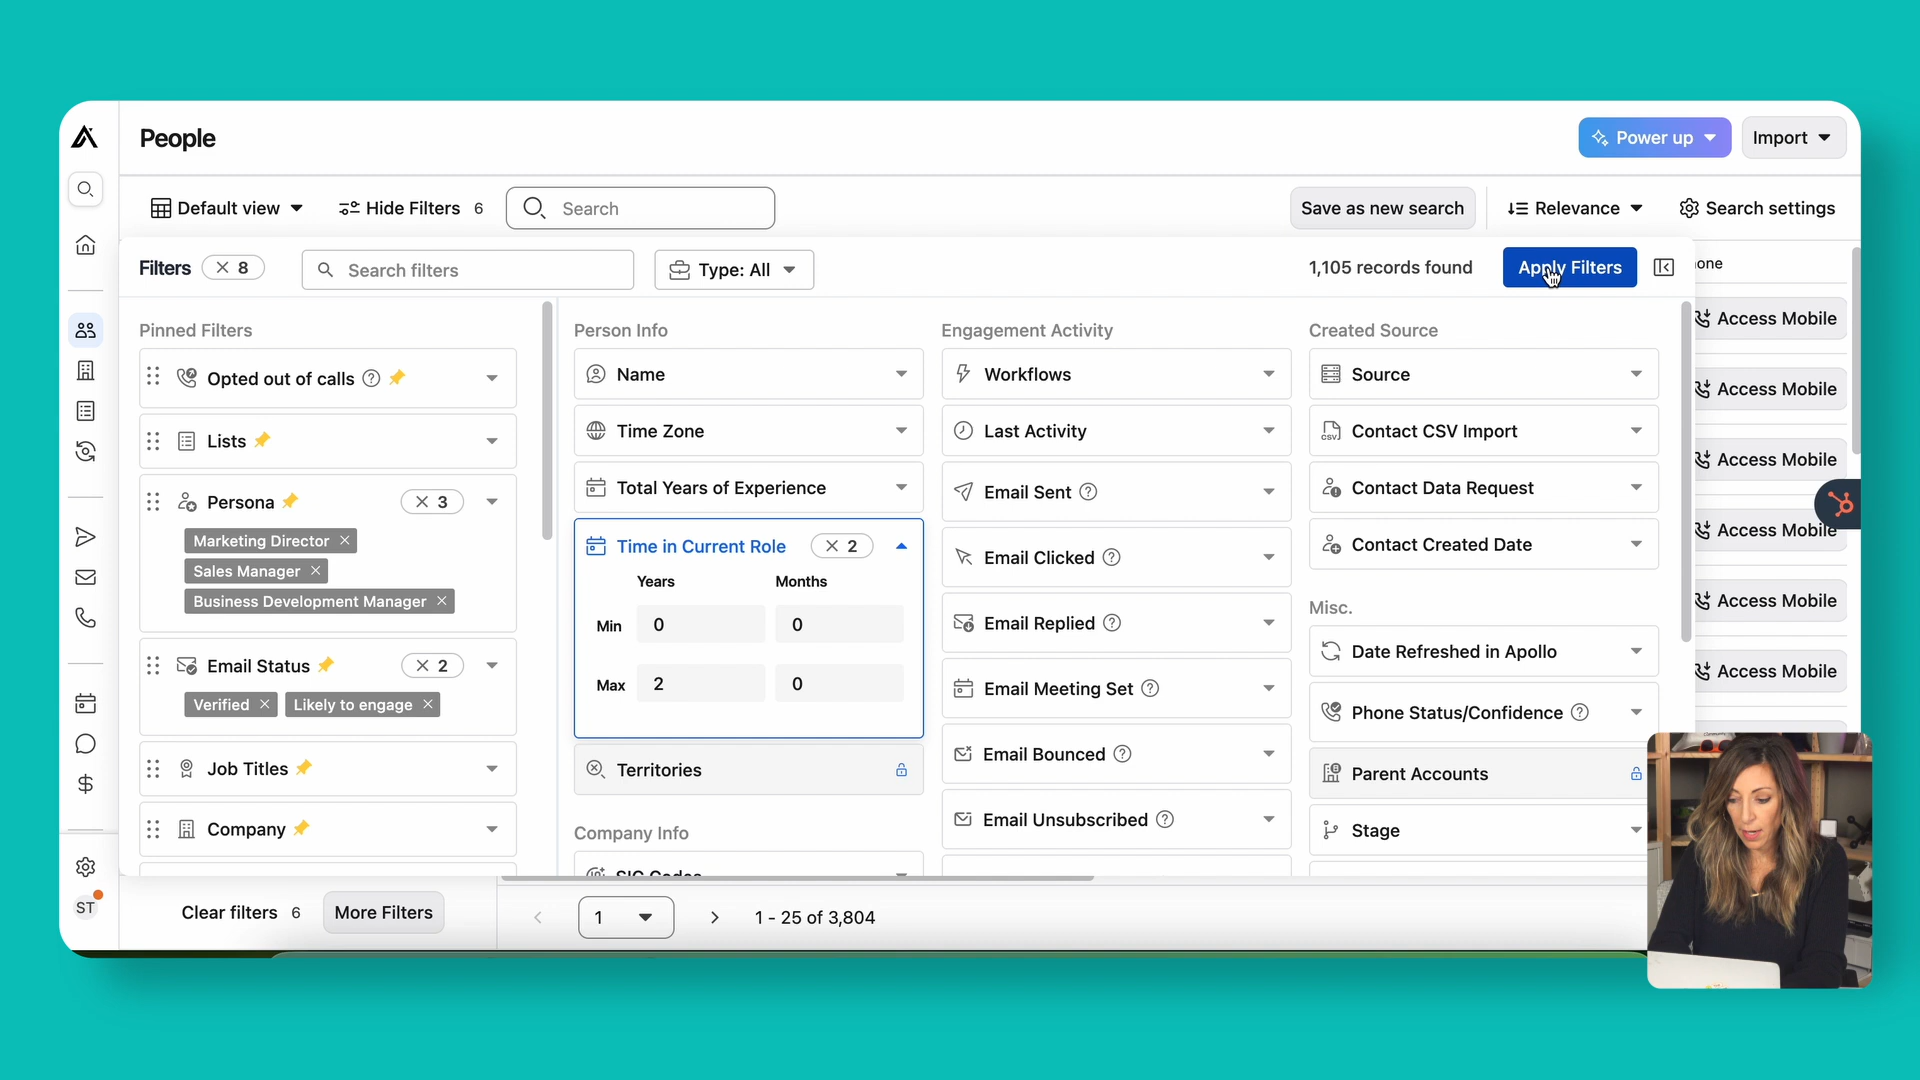 People
Power up
Import
Default view
Hide Filters 6
Search
Save as new search
Relevance
Search settings
Filters
8
Search filters
Type: All
1,105 records found
Apply Filters
one
Pinned Filters
Opted out of calls
Lists
Persona
3
Marketing Director
Sales Manager
Business Development Manager
Email Status
2
Verified
Likely to engage
Job Titles
Company
Person Info
Name
Time Zone
Total Years of Experience
Time in Current Role
2
Years Months
Min 0 0
Max 2 0
Territories
Company Info
SIC Codes
Engagement Activity
Workflows
Last Activity
Email Sent
Email Clicked
Email Replied
Email Meeting Set
Email Bounced
Email Unsubscribed
Created Source
Source
Contact CSV Import
Contact Data Request
Contact Created Date
Misc.
Date Refreshed in Apollo
Phone Status/Confidence
Parent Accounts
Stage
Access Mobile
Access Mobile
Access Mobile
Access Mobile
Access Mobile
Access Mobile
ST
Clear filters 6
More Filters
1
1 - 25 of 3,804